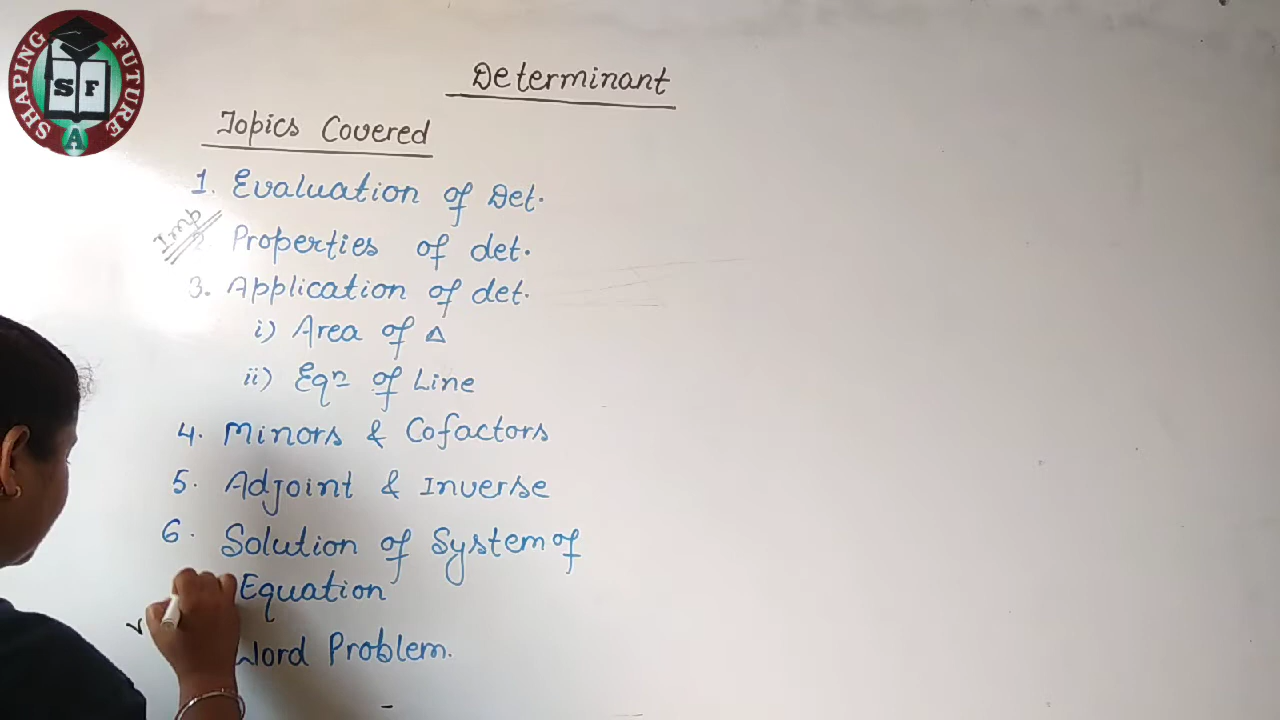 SHAPING FUTURE
S F
A
Determinant
Topics Covered
1. Evaluation of Det.
Imp
2. Properties of det.
3. Application of det.
i) Area of Δ
ii) Eqn of Line
4. Minors & Cofactors
5. Adjoint & Inverse
6. Solution of System of
Equation
Word Problem.